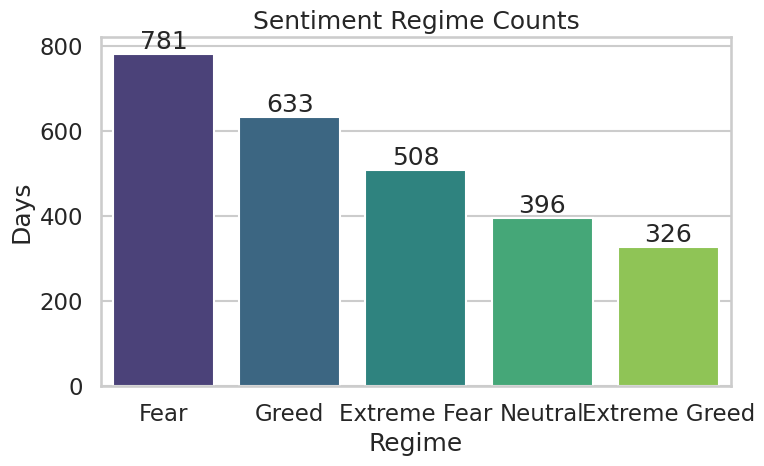 Sentiment Regime Counts
781
633
508
396
326
800
600
400
200
0
Days
Fear Greed Extreme Fear Neutral Extreme Greed
Regime